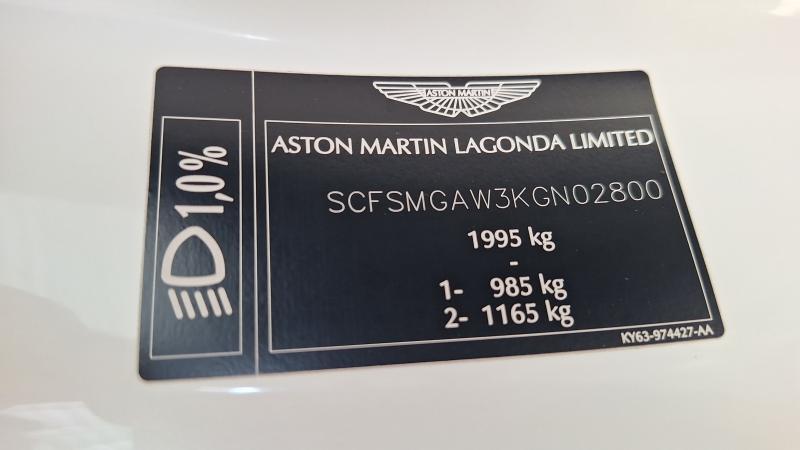 ASTON MARTIN
ASTON MARTIN LAGONDA LIMITED
SCFSMGAW3KGN02800
1995 kg
-
1- 985 kg
2- 1165 kg
KY63-974427-AA
1,0%